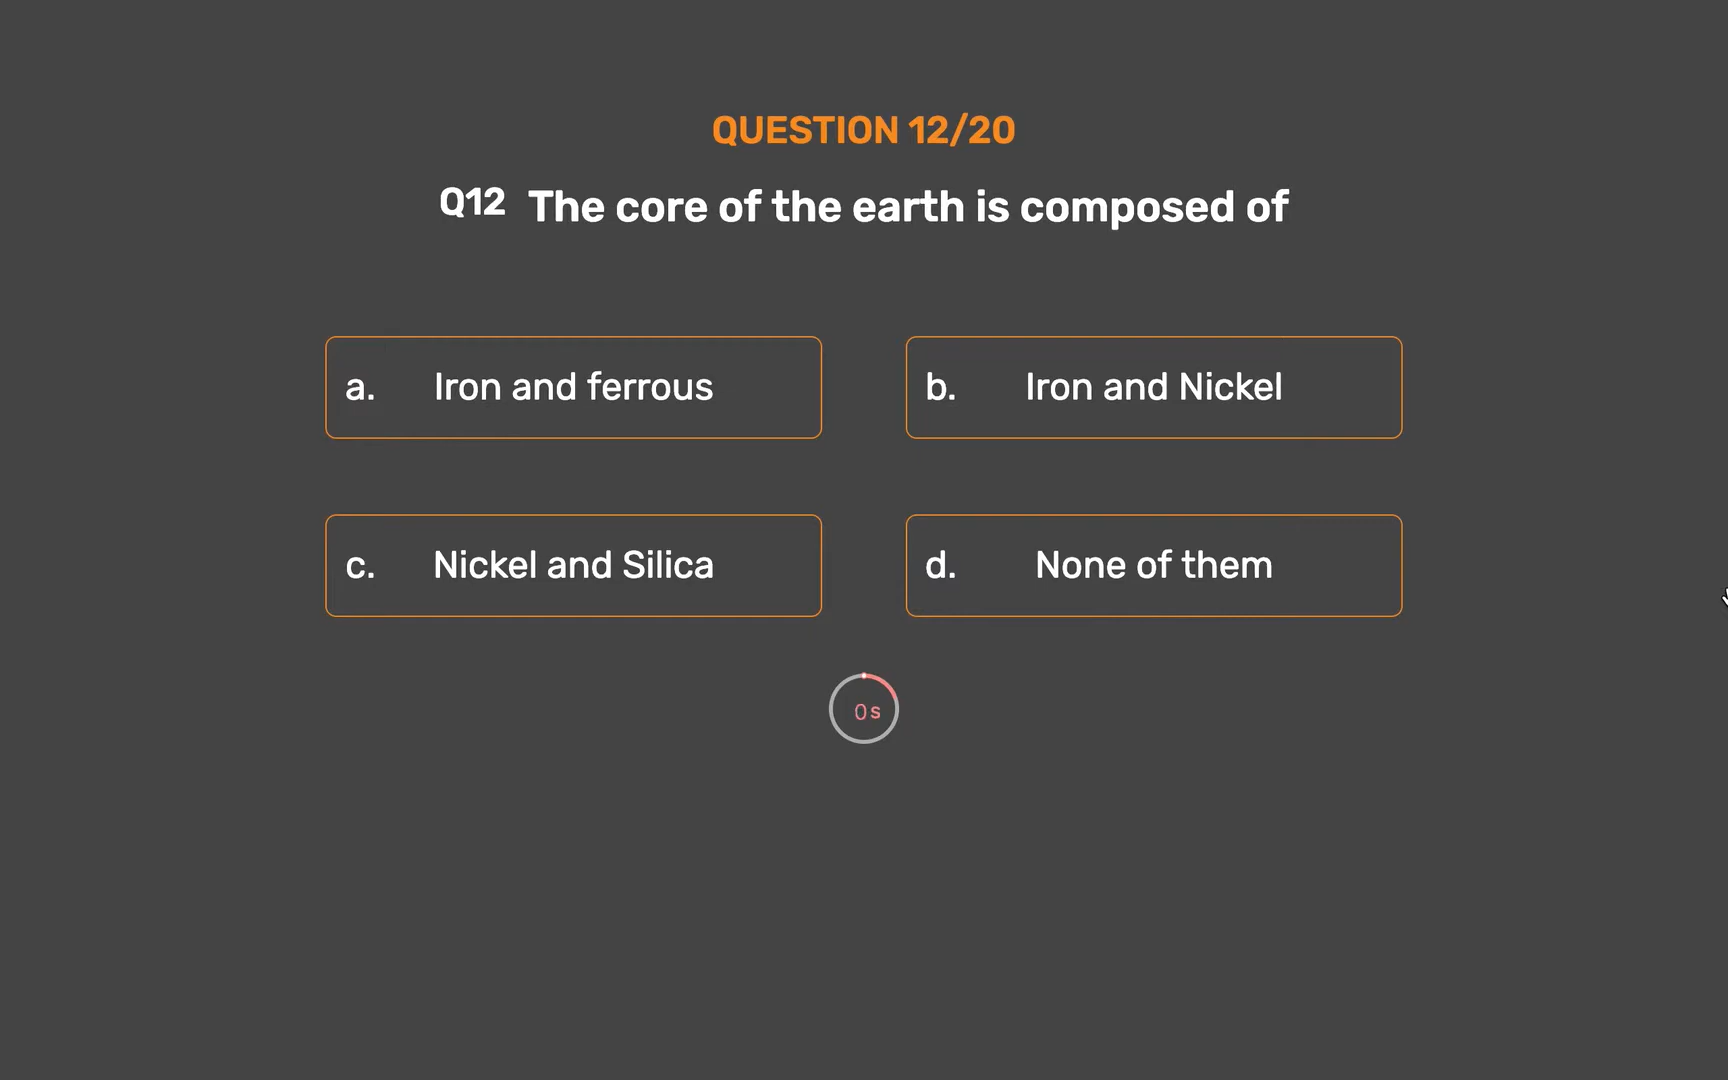 QUESTION 12/20
Q12 The core of the earth is composed of
a. Iron and ferrous
b. Iron and Nickel
c. Nickel and Silica
d. None of them
0s